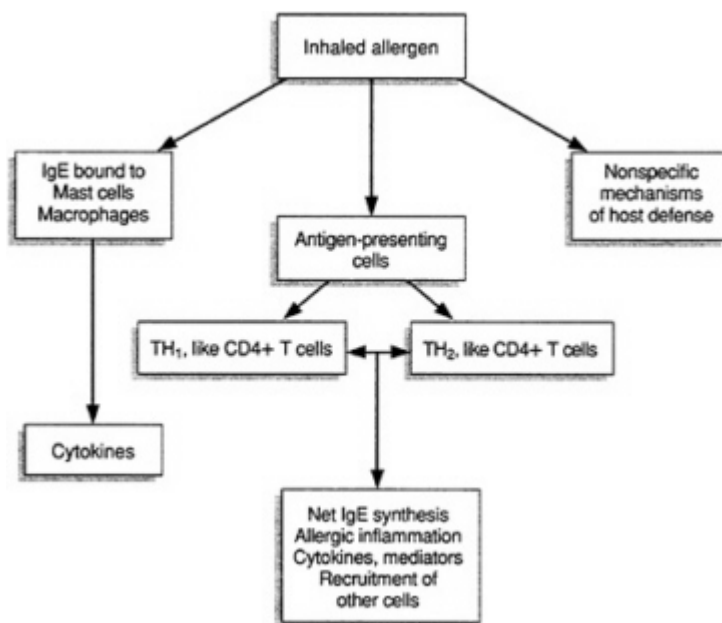 Inhaled allergen
IgE bound to
Mast cells
Macrophages
Nonspecific
mechanisms
of host defense
Antigen-presenting
cells
TH₁, like CD4+ T cells
TH₂, like CD4+ T cells
Cytokines
Net IgE synthesis
Allergic inflammation
Cytokines, mediators
Recruitment of
other cells